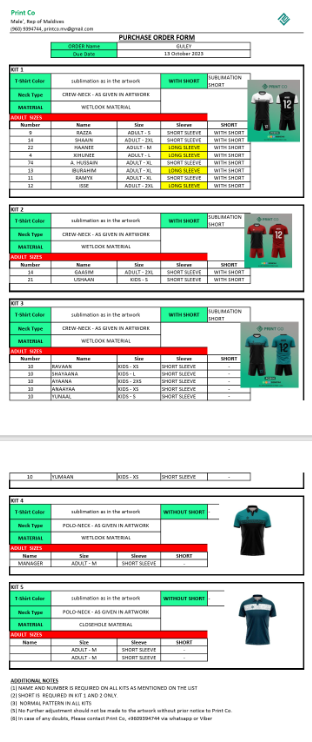 Print Co
Male', Rep of Maldives
(960) 9394744, printco.mv@gmail.com
PURCHASE ORDER FORM
ORDER Name GULEY
Due Date 13 October 2023
KIT 1
T-Shirt Color sublimation as in the artwork WITH SHORT SUBLIMATION SHORT
Neck Type CREW-NECK - AS GIVEN IN ARTWORK
MATERIAL WETLOOK MATERIAL
ADULT SIZES
Number Name Size Sleeve SHORT
RAZZA ADULT - S SHORT SLEEVE WITH SHORT
SHAAIN ADULT - 2XL SHORT SLEEVE WITH SHORT
22 HAANEE ADULT - M LONG SLEEVE WITH SHORT
4 ADULT - L LONG SLEEVE WITH SHORT
74 A. HUSSAIN ADULT - XL SHORT SLEEVE WITH SHORT
13 IBURAHIM ADULT - XL LONG SLEEVE WITH SHORT
11 ADULT - XL SHORT SLEEVE WITH SHORT
12 ISSE ADULT - 2XL LONG SLEEVE WITH SHORT
KIT 2
T-Shirt Color sublimation as in the artwork WITH SHORT SUBLIMATION SHORT
Neck Type CREW-NECK - AS GIVEN IN ARTWORK
MATERIAL WETLOOK MATERIAL
ADULT SIZES
Number Name Size Sleeve SHORT
GAASIM ADULT - 2XL SHORT SLEEVE WITH SHORT
21 USHAAN KIDS - S SHORT SLEEVE WITH SHORT
KIT 3
T-Shirt Color sublimation as in the artwork WITH SHORT SUBLIMATION SHORT
Neck Type CREW-NECK - AS GIVEN IN ARTWORK
MATERIAL WETLOOK MATERIAL
ADULT SIZES
Number Name Size Sleeve SHORT
10 RAVAAN KIDS - XS SHORT SLEEVE -
10 SHAYAANA KIDS - L SHORT SLEEVE -
10 AYAANA KIDS - 2XS SHORT SLEEVE -
10 ANAAYAA KIDS - XS SHORT SLEEVE -
10 YUNAAL KIDS - S SHORT SLEEVE -
10 YUMAAN KIDS - XS SHORT SLEEVE -
KIT 4
T-Shirt Color sublimation as in the artwork WITHOUT SHORT -
Neck Type POLO-NECK - AS GIVEN IN ARTWORK
MATERIAL WETLOOK MATERIAL
ADULT SIZES
Name Size Sleeve SHORT
MANAGER ADULT - M SHORT SLEEVE -
KIT 5
T-Shirt Color sublimation as in the artwork WITHOUT SHORT -
Neck Type POLO-NECK - AS GIVEN IN ARTWORK
MATERIAL CLOSEHOLE MATERIAL
ADULT SIZES
Name Size Sleeve SHORT
ADULT - M SHORT SLEEVE -
ADULT - M SHORT SLEEVE -
ADDITIONAL NOTES
(1) NAME AND NUMBER IS REQUIRED ON ALL KITS AS MENTIONED ON THE LIST
(2) SHORT IS REQUIRED IN KIT 1 AND 2 ONLY
(3) NORMAL PATTERN IN ALL KITS
(5) No Further adjustment should not be made to the artwork without prior notice to Print Co.
(6) In case of any doubts, Please contact Print Co, +9609394744 via whatsapp or Viber